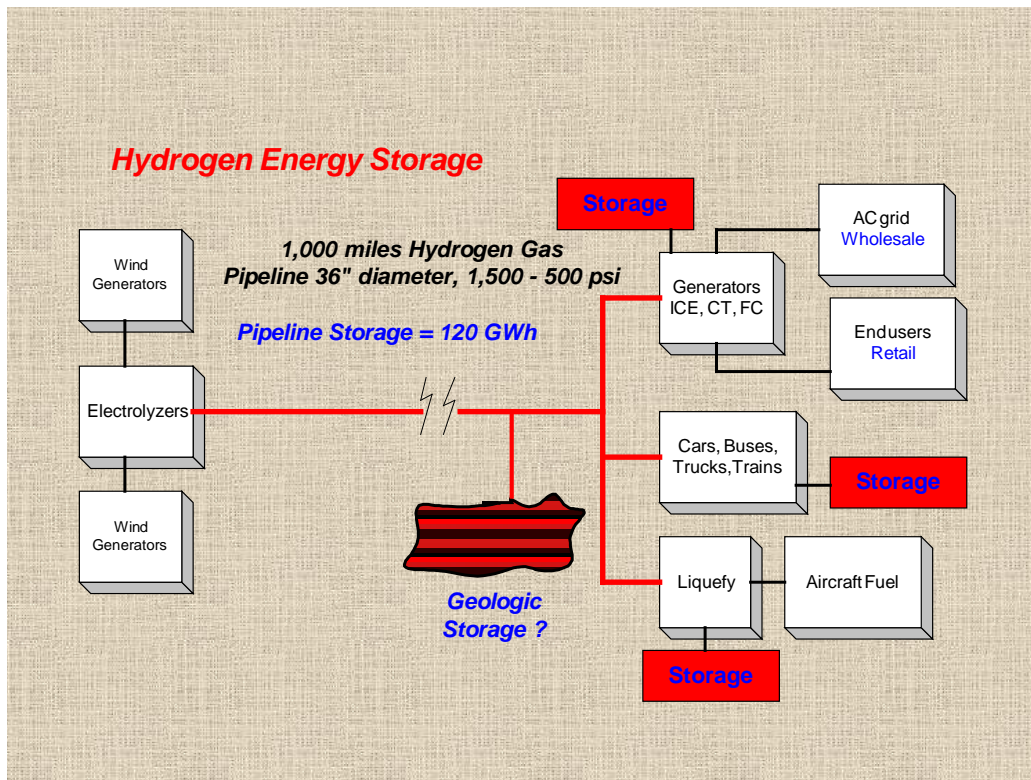 Hydrogen Energy Storage
Wind
Generators
Electrolyzers
Wind
Generators
1,000 miles Hydrogen Gas
Pipeline 36" diameter, 1,500 - 500 psi
Pipeline Storage = 120 GWh
Geologic
Storage ?
Storage
Generators
ICE, CT, FC
AC grid
Wholesale
End users
Retail
Cars, Buses,
Trucks, Trains
Storage
Liquefy
Aircraft Fuel
Storage